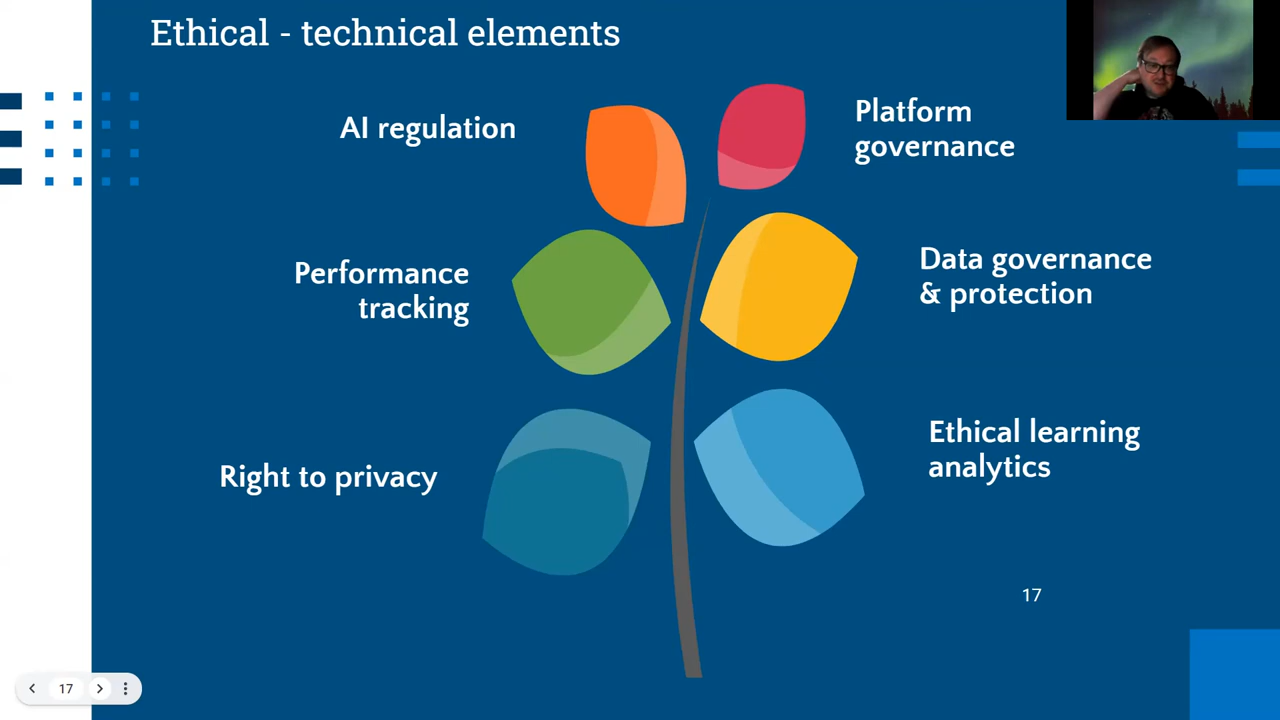 Ethical - technical elements
AI regulation
Platform
governance
Performance
tracking
Data governance
& protection
Right to privacy
Ethical learning
analytics
17
17